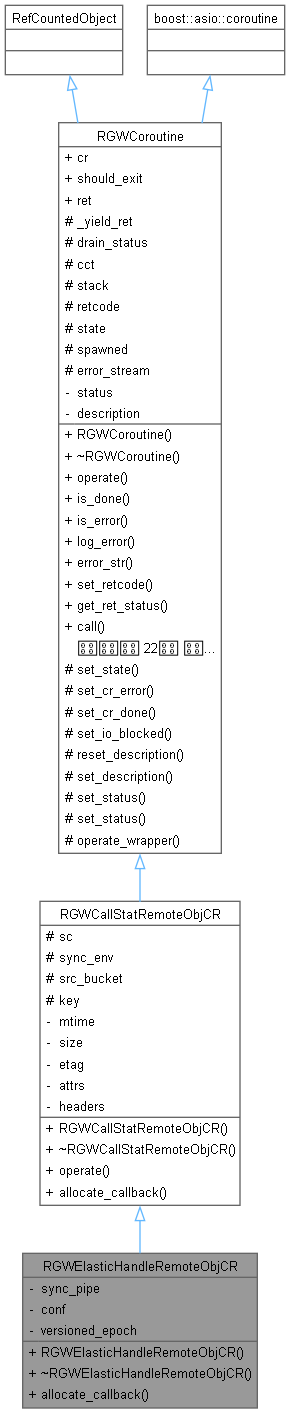 RefCountedObject
boost::asio::coroutine
RGWCoroutine
+ cr
+ should_exit
+ ret
# _yield_ret
# drain_status
# cct
# stack
# retcode
# state
# spawned
# error_stream
- status
- description
+ RGWCoroutine()
+ ~RGWCoroutine()
+ operate()
+ is_done()
+ is_error()
+ log_error()
+ error_str()
+ set_retcode()
+ get_ret_status()
+ call()
22 ...
# set_state()
# set_cr_error()
# set_cr_done()
# set_io_blocked()
# reset_description()
# set_description()
# set_status()
# set_status()
# operate_wrapper()
RGWCallStatRemoteObjCR
# sc
# sync_env
# src_bucket
# key
- mtime
- size
- etag
- attrs
- headers
+ RGWCallStatRemoteObjCR()
+ ~RGWCallStatRemoteObjCR()
+ operate()
+ allocate_callback()
RGWElasticHandleRemoteObjCR
- sync_pipe
- conf
- versioned_epoch
+ RGWElasticHandleRemoteObjCR()
+ ~RGWElasticHandleRemoteObjCR()
+ allocate_callback()